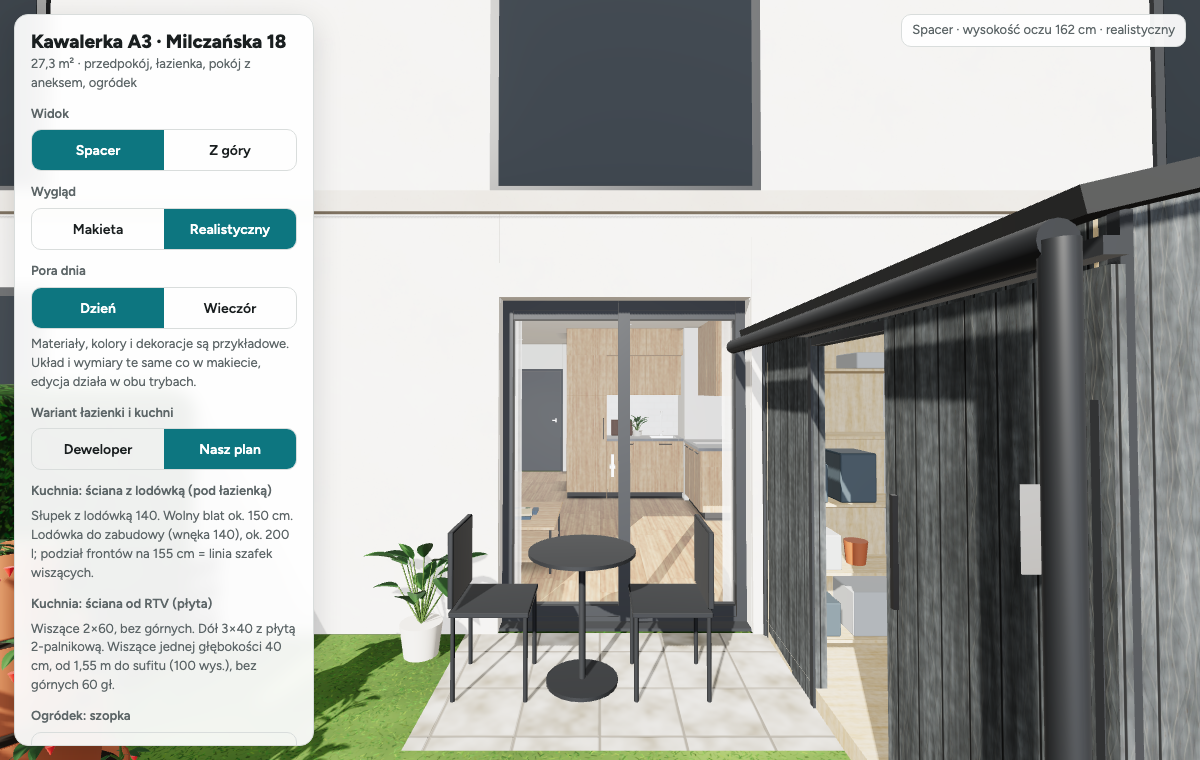 Kawalerka A3 · Milczańska 18
27,3 m² · przedpokój, łazienka, pokój z
aneksem, ogródek
Widok
Spacer
Z góry
Wygląd
Makieta
Realistyczny
Pora dnia
Dzień
Wieczór
Materiały, kolory i dekoracje są przykładowe.
Układ i wymiary te same co w makiecie,
edycja działa w obu trybach.
Wariant łazienki i kuchni
Deweloper
Nasz plan
Kuchnia: ściana z lodówką (pod łazienką)
Słupek z lodówką 140. Wolny blat ok. 150 cm.
Lodówka do zabudowy (wnęka 140), ok. 200
l; podział frontów na 155 cm = linia szafek
wiszących.
Kuchnia: ściana od RTV (płyta)
Wiszące 2×60, bez górnych. Dół 3×40 z płytą
2-palnikową. Wiszące jednej głębokości 40
cm, od 1,55 m do sufitu (100 wys.), bez
górnych 60 gł.
Ogródek: szopka
Spacer · wysokość oczu 162 cm · realistyczny